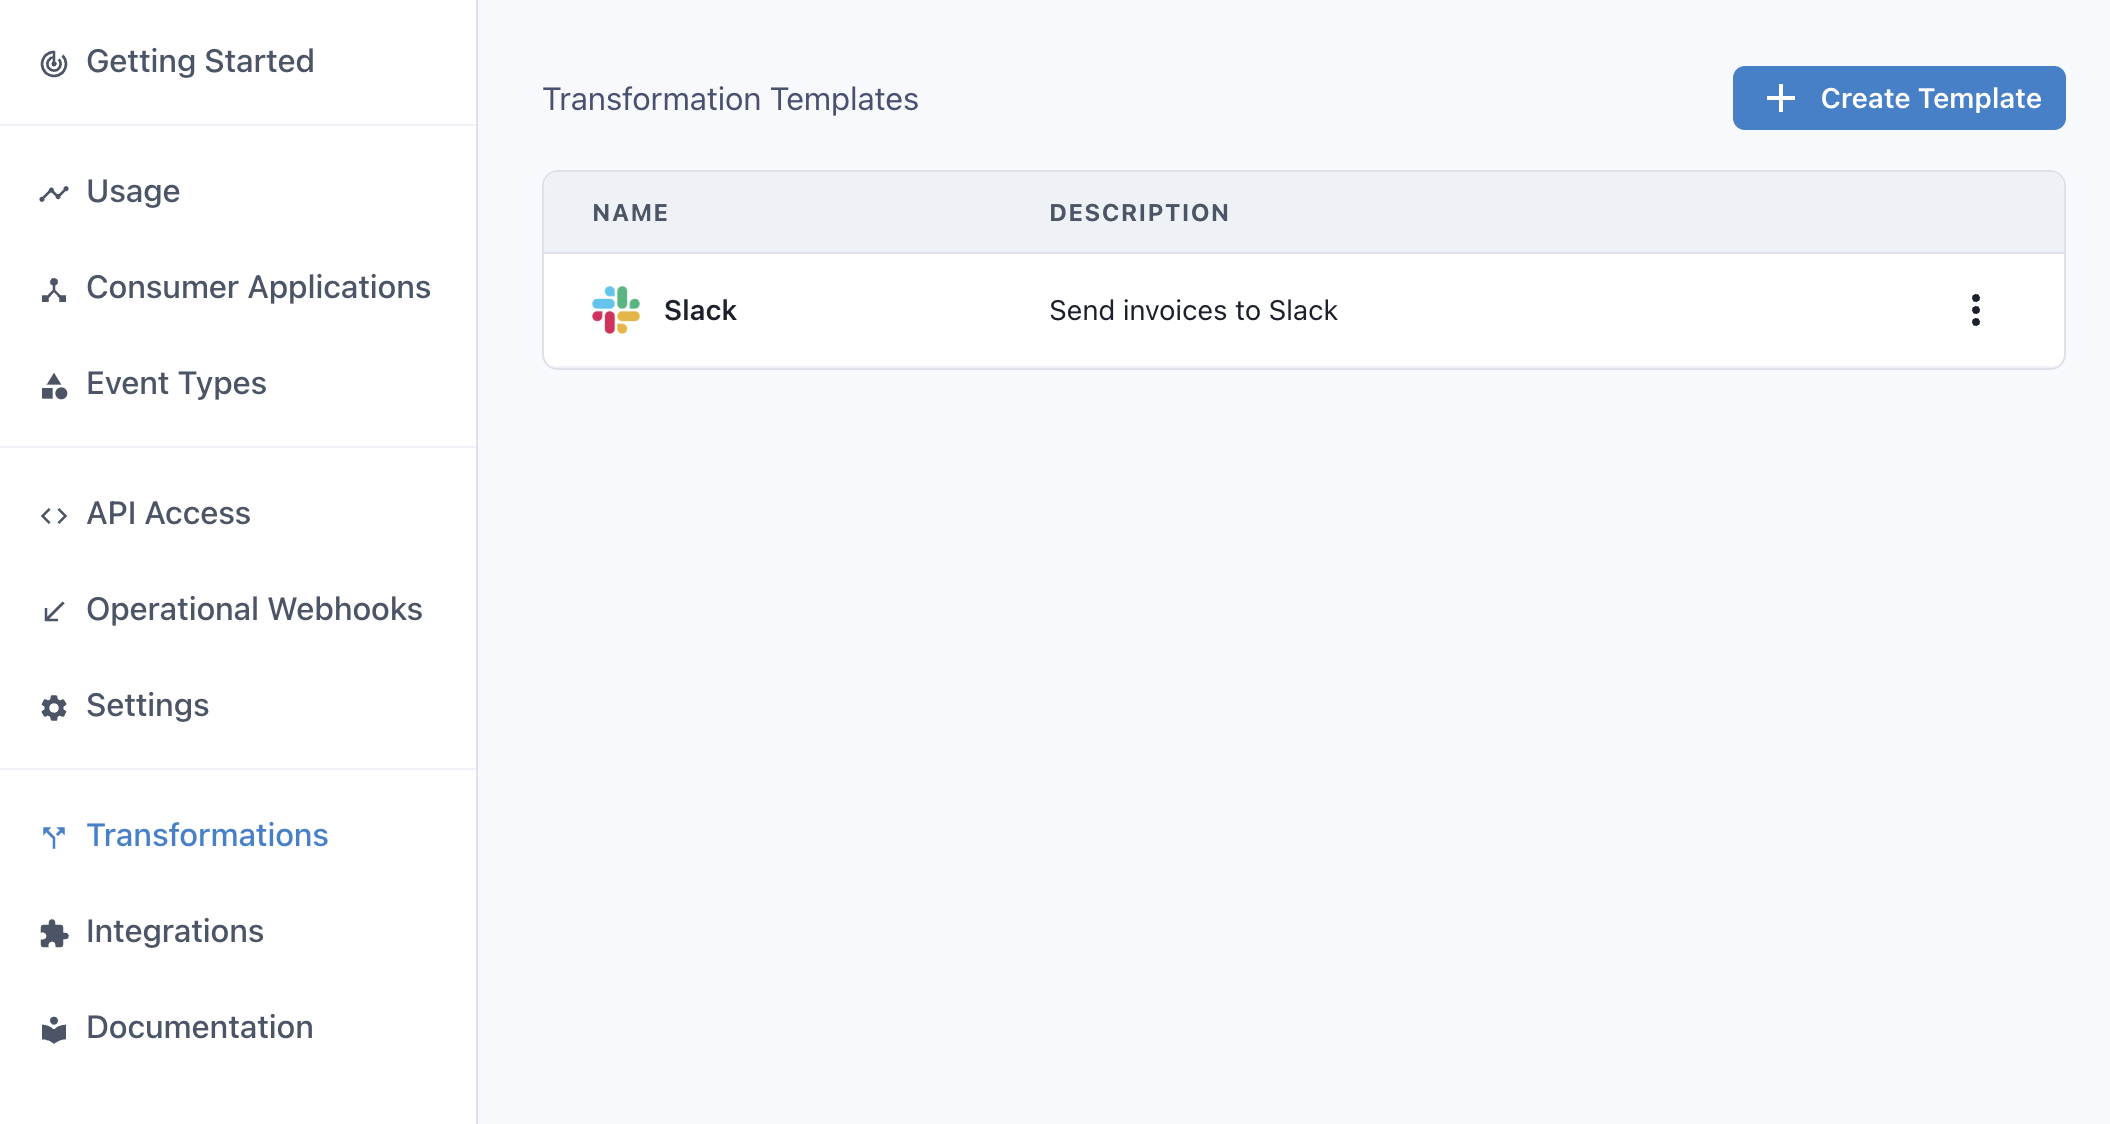 Getting Started
Usage
Consumer Applications
Event Types
API Access
Operational Webhooks
Settings
Transformations
Integrations
Documentation
Transformation Templates
Create Template
NAME DESCRIPTION
Slack Send invoices to Slack